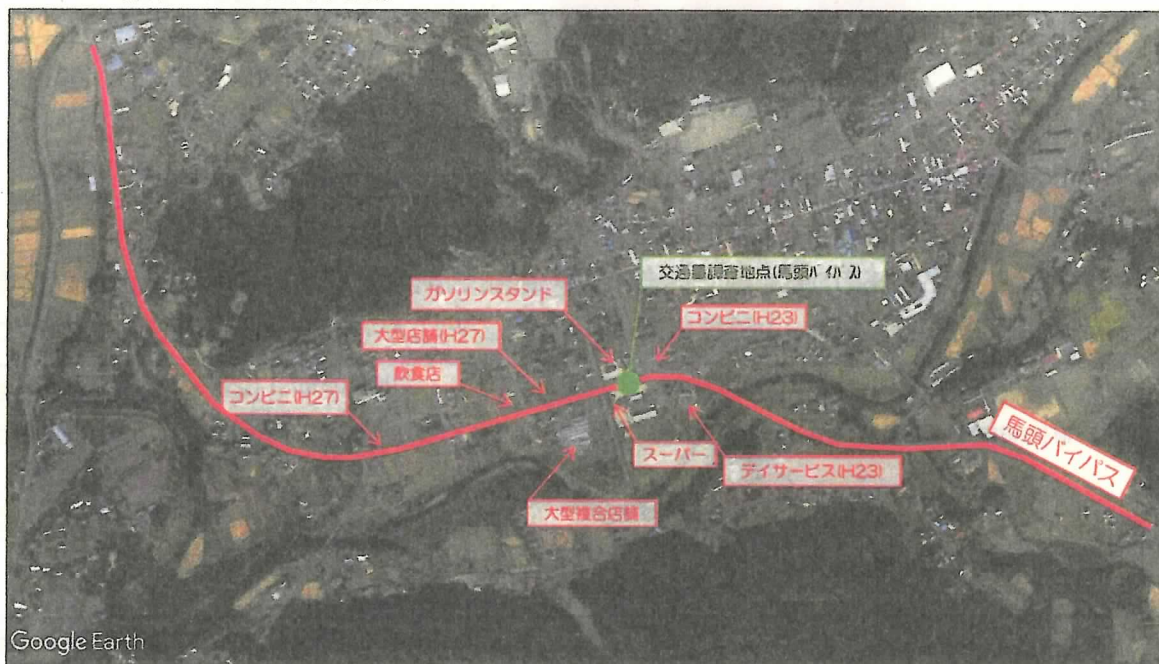 交通量調査地点(馬頭バイパス)
ガソリンスタンド
コンビニ(H23)
大型店舗(H27)
飲食店
コンビニ(H27)
スーパー
デイサービス(H23)
大型複合店舗
馬頭バイパス
Google Earth